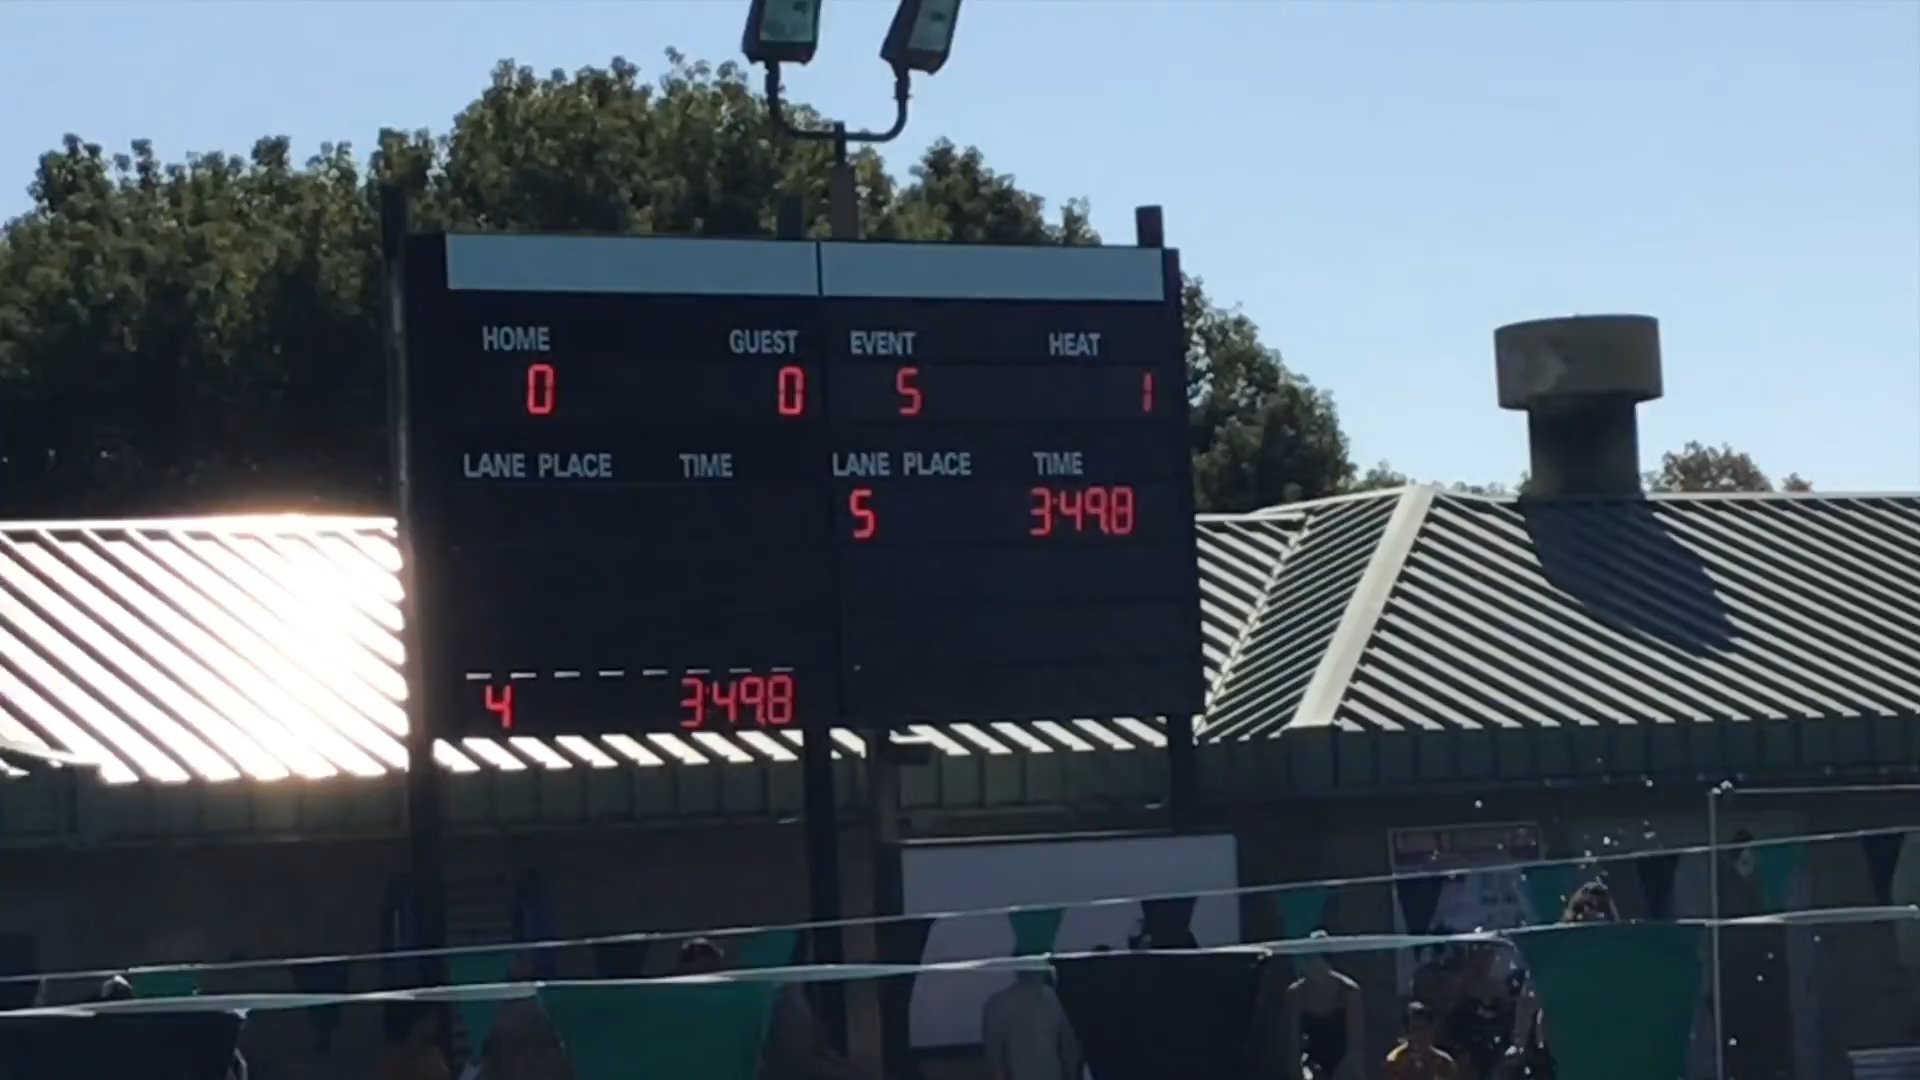 HOME GUEST EVENT HEAT
0 0 5 1
LANE PLACE TIME LANE PLACE TIME
5 3:49.8
4 3:49.8